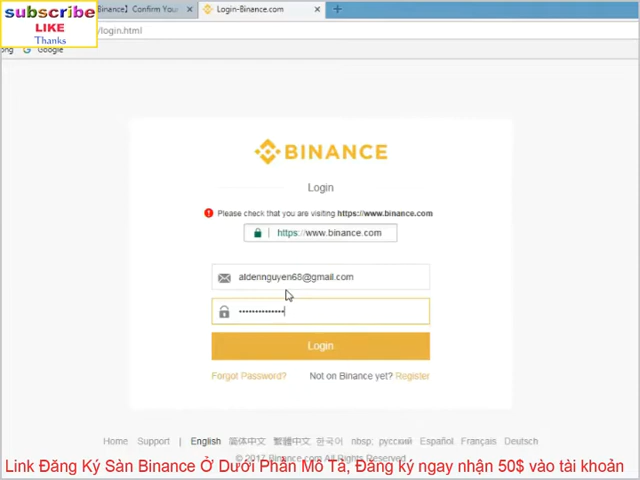 subscribe
LIKE
Thanks
Binance】Confirm Your
Login-Binance.com
/login.html
Google
BINANCE
Login
Please check that you are visiting https://www.binance.com
https://www.binance.com
aldennguyen68@gmail.com
Login
Forgot Password?
Not on Binance yet? Register
Home Support | English 简体中文 繁體中文 한국어 nbsp; русский Español Français Deutsch
© 2017 Binance.com All Rights Reserved
Link Đăng Ký Sàn Binance Ở Dưới Phần Mô Tả, Đăng ký ngay nhận 50$ vào tài khoản